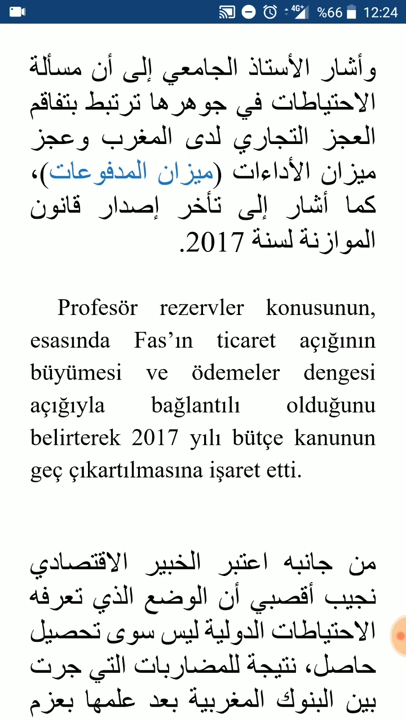 4G+ %66 12:24
وأشار الأستاذ الجامعي إلى أن مسألة
الاحتياطات في جوهرها ترتبط بتفاقم
العجز التجاري لدى المغرب وعجز
ميزان الأداءات (ميزان المدفوعات)،
كما أشار إلى تأخر إصدار قانون
الموازنة لسنة 2017.
Profesör rezervler konusunun,
esasında Fas’ın ticaret açığının
büyümesi ve ödemeler dengesi
açığıyla bağlantılı olduğunu
belirterek 2017 yılı bütçe kanunun
geç çıkartılmasına işaret etti.
من جانبه اعتبر الخبير الاقتصادي
نجيب أقصبي أن الوضع الذي تعرفه
الاحتياطات الدولية ليس سوى تحصيل
حاصل، نتيجة للمضاربات التي جرت
بين البنوك المغربية بعد علمها بعزم